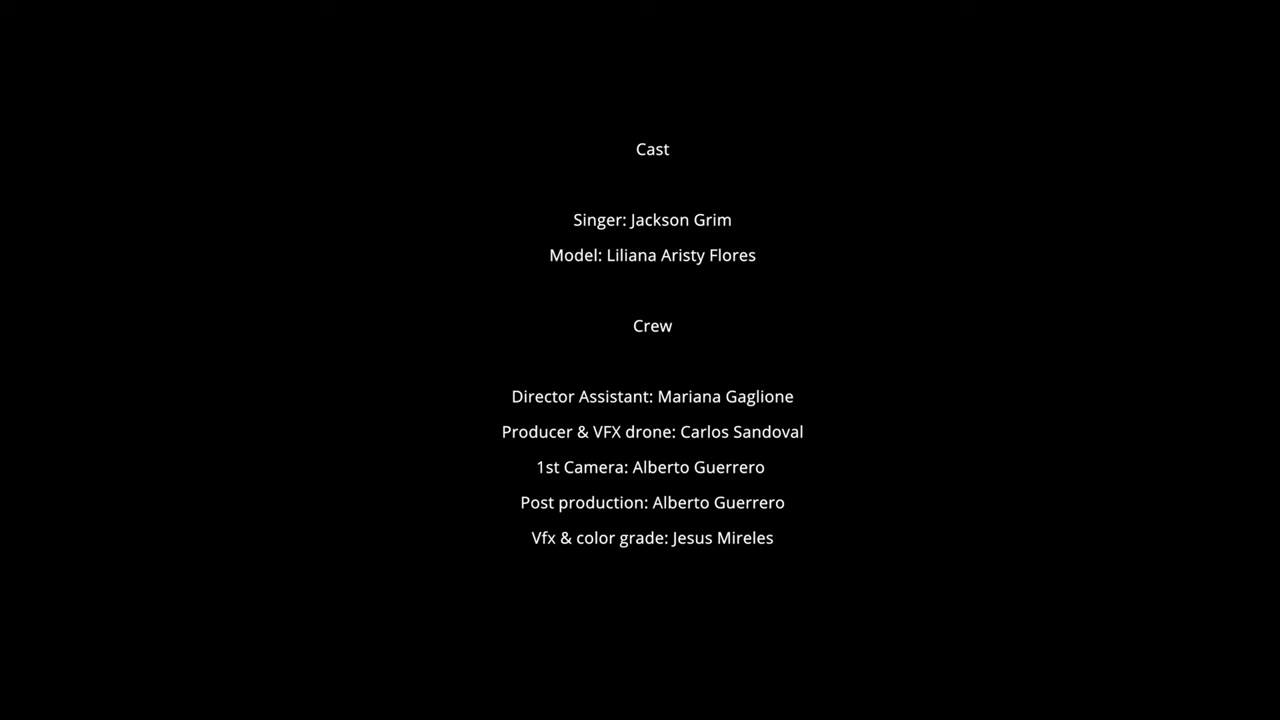 Cast
Singer: Jackson Grim
Model: Liliana Aristy Flores
Crew
Director Assistant: Mariana Gaglione
Producer & VFX drone: Carlos Sandoval
1st Camera: Alberto Guerrero
Post production: Alberto Guerrero
Vfx & color grade: Jesus Mireles